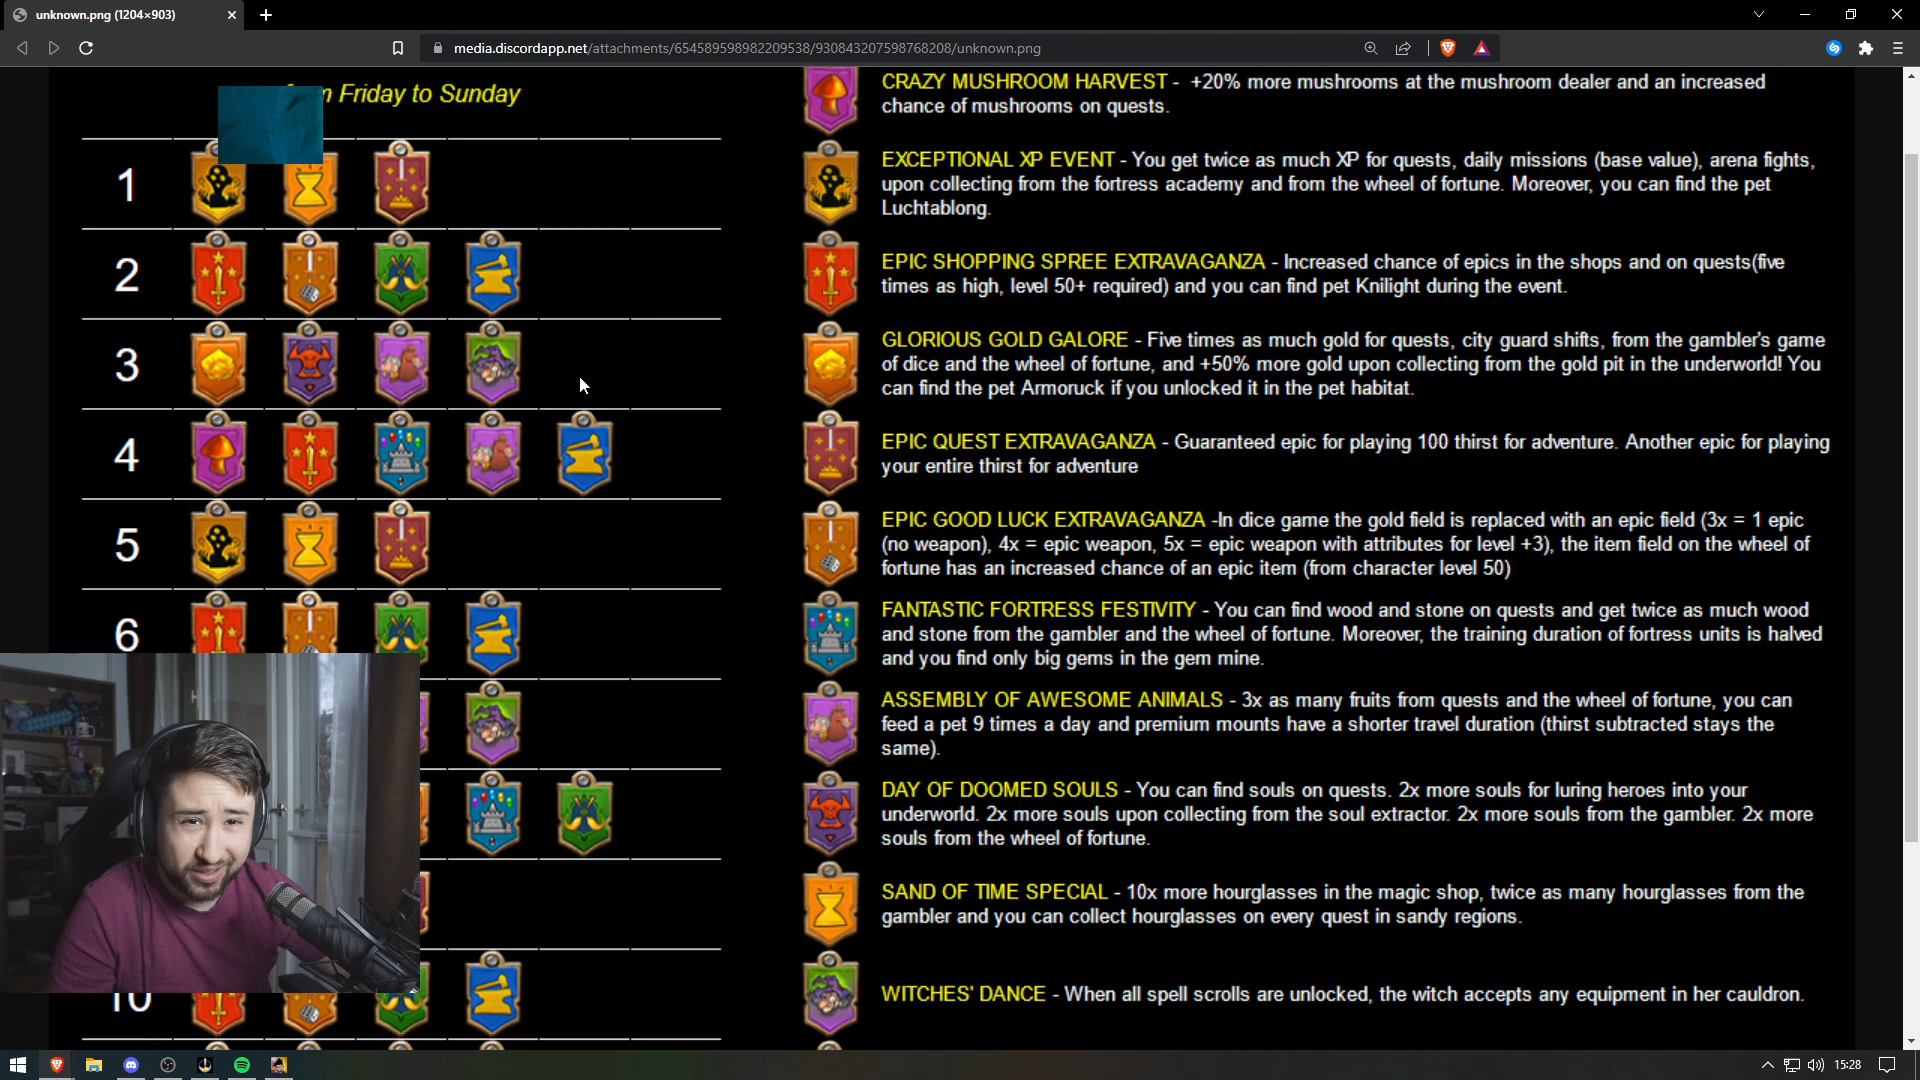 unknown.png (1204×903)
media.discordapp.net/attachments/654589598982209538/930843207598768208/unknown.png
Friday to Sunday
1
2
3
4
5
6
10
CRAZY MUSHROOM HARVEST - +20% more mushrooms at the mushroom dealer and an increased
chance of mushrooms on quests.
EXCEPTIONAL XP EVENT - You get twice as much XP for quests, daily missions (base value), arena fights,
upon collecting from the fortress academy and from the wheel of fortune. Moreover, you can find the pet
Luchtablong.
EPIC SHOPPING SPREE EXTRAVAGANZA - Increased chance of epics in the shops and on quests(five
times as high, level 50+ required) and you can find pet Knilight during the event.
GLORIOUS GOLD GALORE - Five times as much gold for quests, city guard shifts, from the gambler's game
of dice and the wheel of fortune, and +50% more gold upon collecting from the gold pit in the underworld! You
can find the pet Armoruck if you unlocked it in the pet habitat.
EPIC QUEST EXTRAVAGANZA - Guaranteed epic for playing 100 thirst for adventure. Another epic for playing
your entire thirst for adventure
EPIC GOOD LUCK EXTRAVAGANZA -In dice game the gold field is replaced with an epic field (3x = 1 epic
(no weapon), 4x = epic weapon, 5x = epic weapon with attributes for level +3), the item field on the wheel of
fortune has an increased chance of an epic item (from character level 50)
FANTASTIC FORTRESS FESTIVITY - You can find wood and stone on quests and get twice as much wood
and stone from the gambler and the wheel of fortune. Moreover, the training duration of fortress units is halved
and you find only big gems in the gem mine.
ASSEMBLY OF AWESOME ANIMALS - 3x as many fruits from quests and the wheel of fortune, you can
feed a pet 9 times a day and premium mounts have a shorter travel duration (thirst subtracted stays the
same).
DAY OF DOOMED SOULS - You can find souls on quests. 2x more souls for luring heroes into your
underworld. 2x more souls upon collecting from the soul extractor. 2x more souls from the gambler. 2x more
souls from the wheel of fortune.
SAND OF TIME SPECIAL - 10x more hourglasses in the magic shop, twice as many hourglasses from the
gambler and you can collect hourglasses on every quest in sandy regions.
WITCHES' DANCE - When all spell scrolls are unlocked, the witch accepts any equipment in her cauldron.
15:28